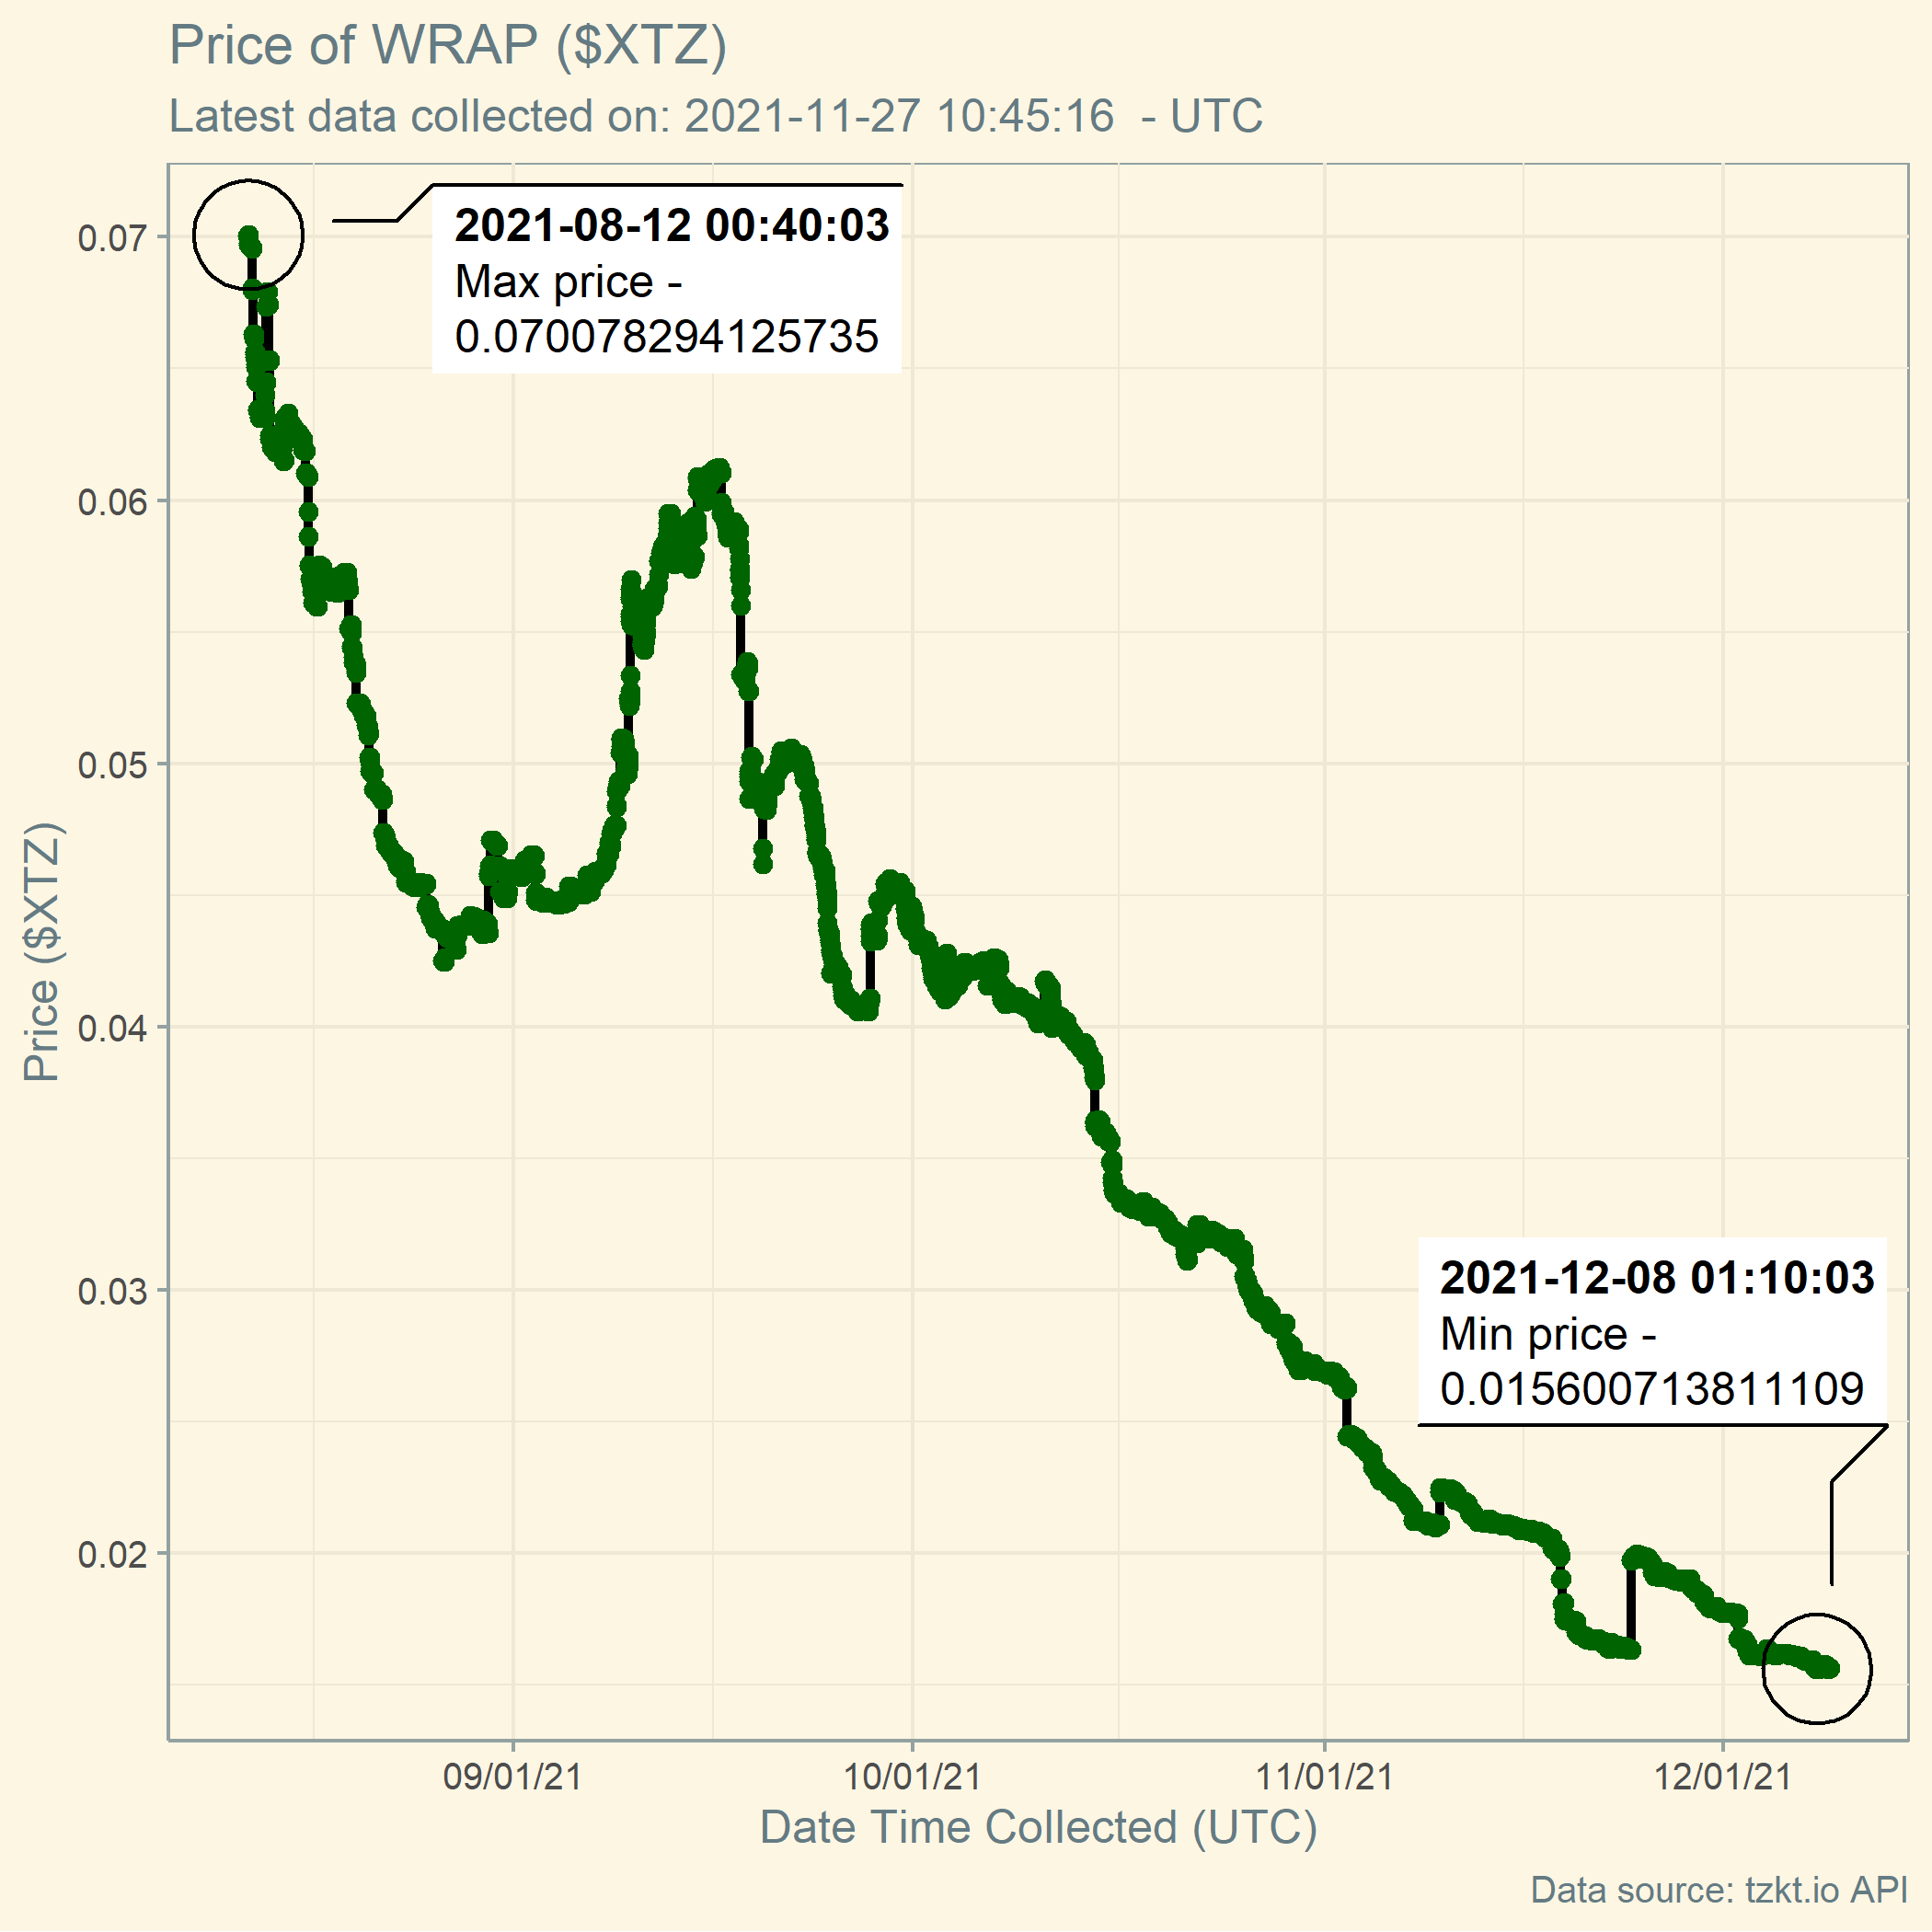 Price of WRAP ($XTZ)
Latest data collected on: 2021-11-27 10:45:16  - UTC
2021-08-12 00:40:03
Max price -
0.070078294125735
2021-12-08 01:10:03
Min price -
0.015600713811109
Price ($XTZ)
0.07
0.06
0.05
0.04
0.03
0.02
09/01/21
10/01/21
11/01/21
12/01/21
Date Time Collected (UTC)
Data source: tzkt.io API